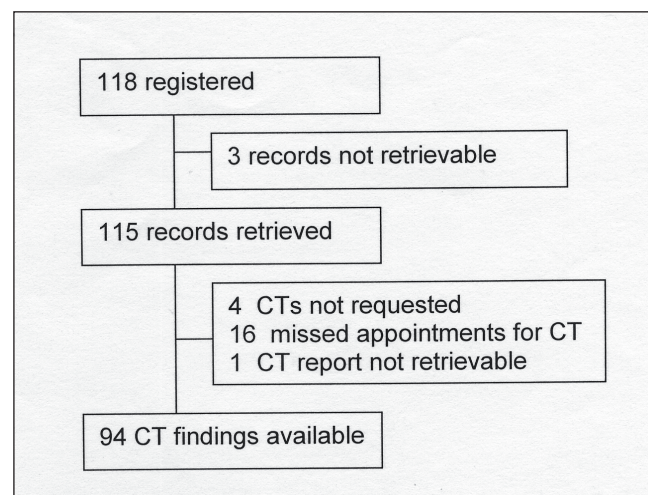 118 registered
3 records not retrievable
115 records retrieved
4 CTs not requested
16 missed appointments for CT
1 CT report not retrievable
94 CT findings available